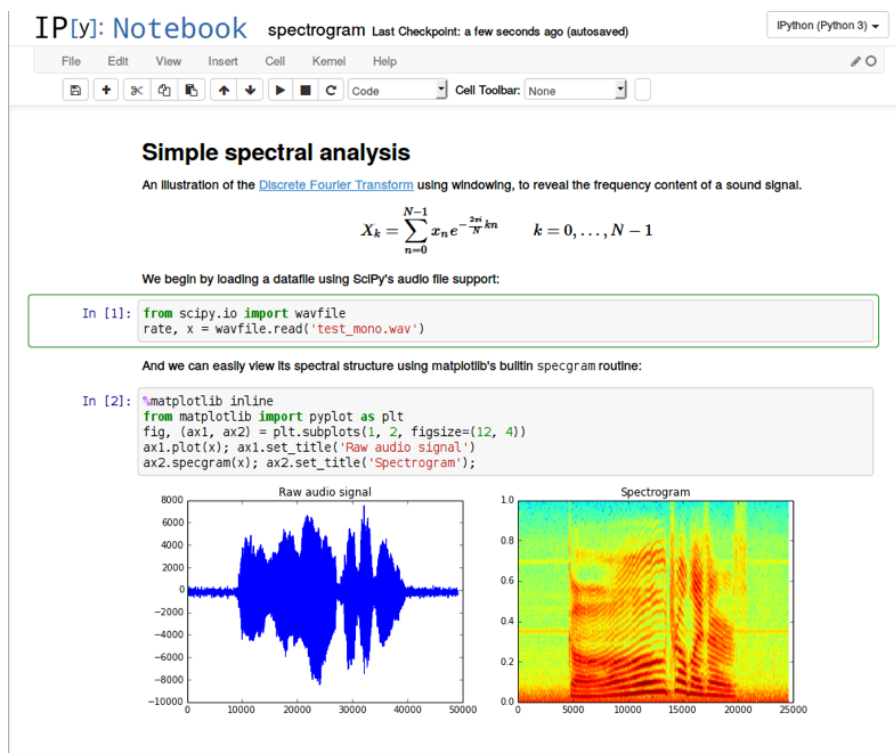 IP[y]: Notebook spectrogram Last Checkpoint: a few seconds ago (autosaved) IPython (Python 3)
File Edit View Insert Cell Kernel Help
Code Cell Toolbar: None
Simple spectral analysis
An illustration of the Discrete Fourier Transform using windowing, to reveal the frequency content of a sound signal.
X_k = \sum_{n=0}^{N-1} x_n e^{-\frac{2\pi i}{N} kn} k = 0, . . . , N − 1
We begin by loading a datafile using SciPy's audio file support:
In [1]: from scipy.io import wavfile
rate, x = wavfile.read('test_mono.wav')
And we can easily view its spectral structure using matplotlib's builtin specgram routine:
In [2]: %matplotlib inline
from matplotlib import pyplot as plt
fig, (ax1, ax2) = plt.subplots(1, 2, figsize=(12, 4))
ax1.plot(x); ax1.set_title('Raw audio signal')
ax2.specgram(x); ax2.set_title('Spectrogram');
Raw audio signal
8000
6000
4000
2000
0
−2000
−4000
−6000
−8000
−10000
0 10000 20000 30000 40000 50000
Spectrogram
1.0
0.8
0.6
0.4
0.2
0.0
0 5000 10000 15000 20000 25000